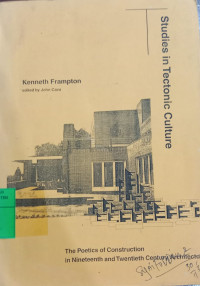 Studies in Tectonic Culture
Kenneth Frampton
edited by John Cava
The Poetics of Construction
in Nineteenth and Twentieth Century Architecture